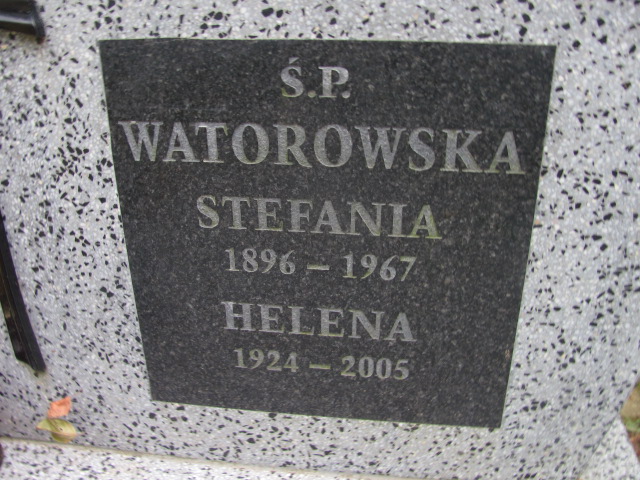 Ś.P.
WATOROWSKA
STEFANIA
1896 – 1967
HELENA
1924 – 2005